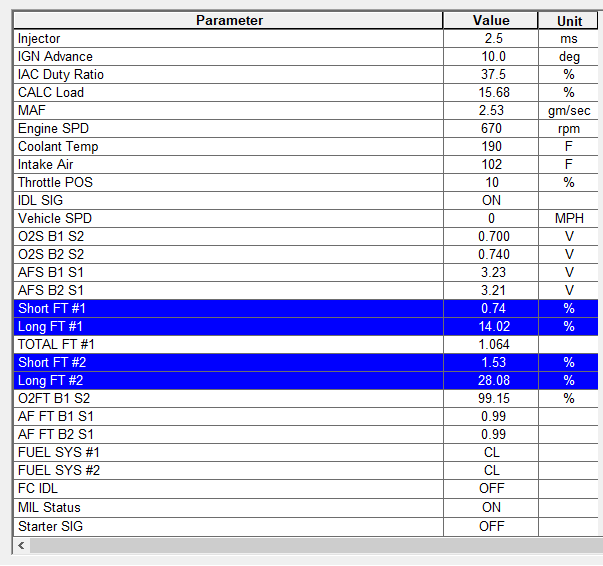 Parameter Value Unit
Injector 2.5 ms
IGN Advance 10.0 deg
IAC Duty Ratio 37.5 %
CALC Load 15.68 %
MAF 2.53 gm/sec
Engine SPD 670 rpm
Coolant Temp 190 F
Intake Air 102 F
Throttle POS 10 %
IDL SIG ON
Vehicle SPD 0 MPH
O2S B1 S2 0.700 V
O2S B2 S2 0.740 V
AFS B1 S1 3.23 V
AFS B2 S1 3.21 V
Short FT #1 0.74 %
Long FT #1 14.02 %
TOTAL FT #1 1.064
Short FT #2 1.53 %
Long FT #2 28.08 %
O2FT B1 S2 99.15 %
AF FT B1 S1 0.99
AF FT B2 S1 0.99
FUEL SYS #1 CL
FUEL SYS #2 CL
FC IDL OFF
MIL Status ON
Starter SIG OFF